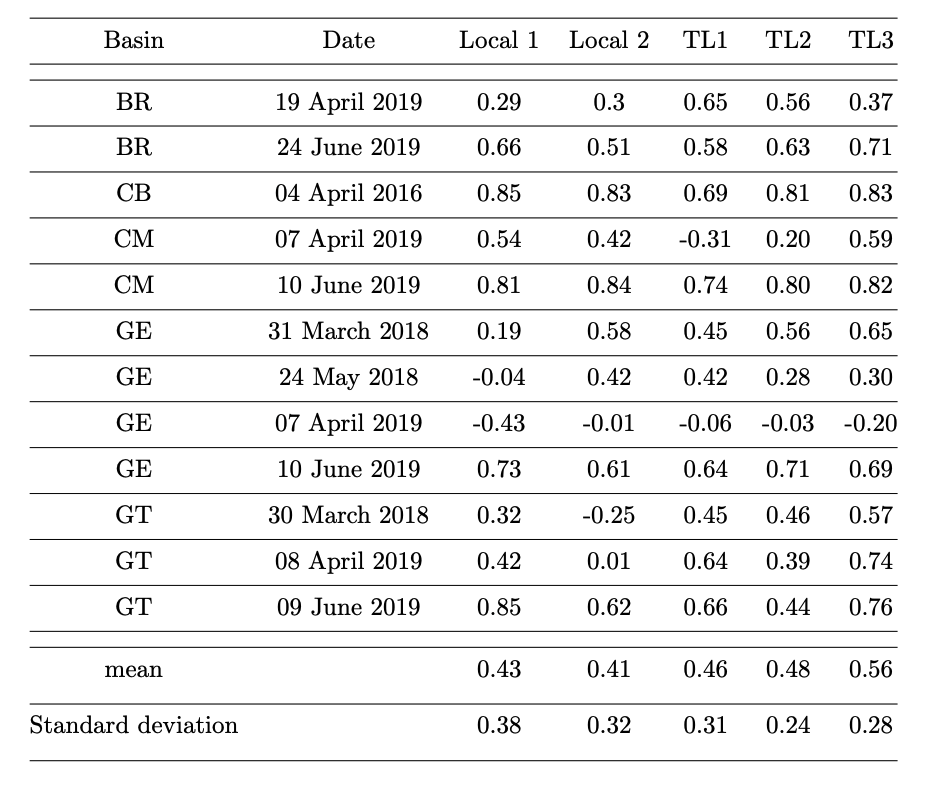 Basin Date Local 1 Local 2 TL1 TL2 TL3
BR 19 April 2019 0.29 0.3 0.65 0.56 0.37
BR 24 June 2019 0.66 0.51 0.58 0.63 0.71
CB 04 April 2016 0.85 0.83 0.69 0.81 0.83
CM 07 April 2019 0.54 0.42 -0.31 0.20 0.59
CM 10 June 2019 0.81 0.84 0.74 0.80 0.82
GE 31 March 2018 0.19 0.58 0.45 0.56 0.65
GE 24 May 2018 -0.04 0.42 0.42 0.28 0.30
GE 07 April 2019 -0.43 -0.01 -0.06 -0.03 -0.20
GE 10 June 2019 0.73 0.61 0.64 0.71 0.69
GT 30 March 2018 0.32 -0.25 0.45 0.46 0.57
GT 08 April 2019 0.42 0.01 0.64 0.39 0.74
GT 09 June 2019 0.85 0.62 0.66 0.44 0.76
mean 0.43 0.41 0.46 0.48 0.56
Standard deviation 0.38 0.32 0.31 0.24 0.28